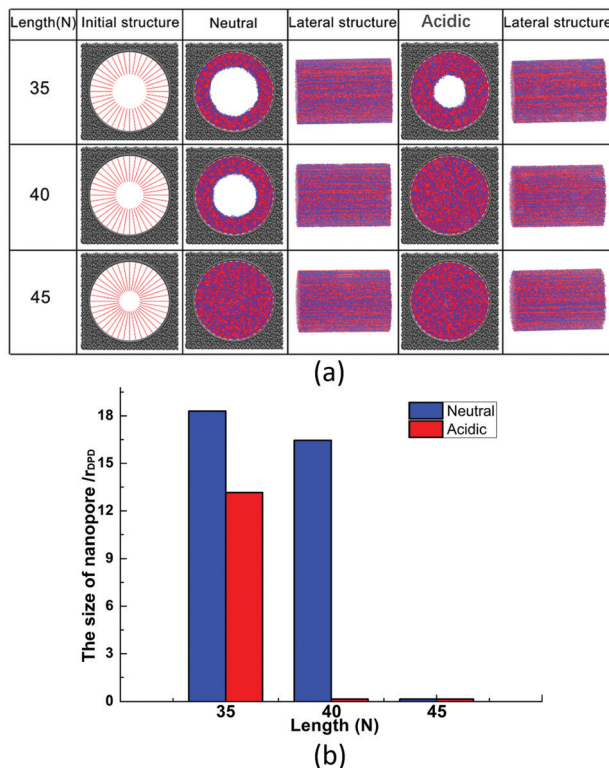 Length(N) Initial structure Neutral Lateral structure Acidic Lateral structure
35
40
45
(a)
The size of nanopore /rDPD
18
15
12
9
6
3
0
Neutral
Acidic
35 40 45
Length (N)
(b)